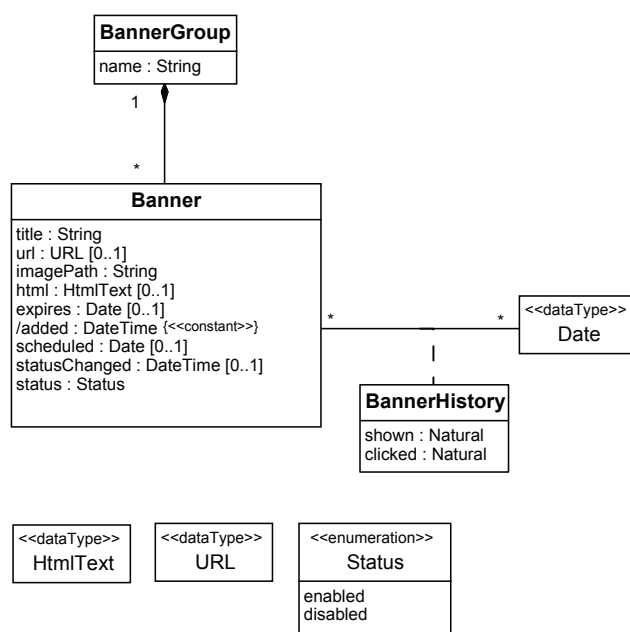 BannerGroup
name : String
1
*
Banner
title : String
url : URL [0..1]
imagePath : String
html : HtmlText [0..1]
expires : Date [0..1]
/added : DateTime {<<constant>>}
scheduled : Date [0..1]
statusChanged : DateTime [0..1]
status : Status
*
*
<<dataType>>
Date
BannerHistory
shown : Natural
clicked : Natural
<<dataType>>
HtmlText
<<dataType>>
URL
<<enumeration>>
Status
enabled
disabled